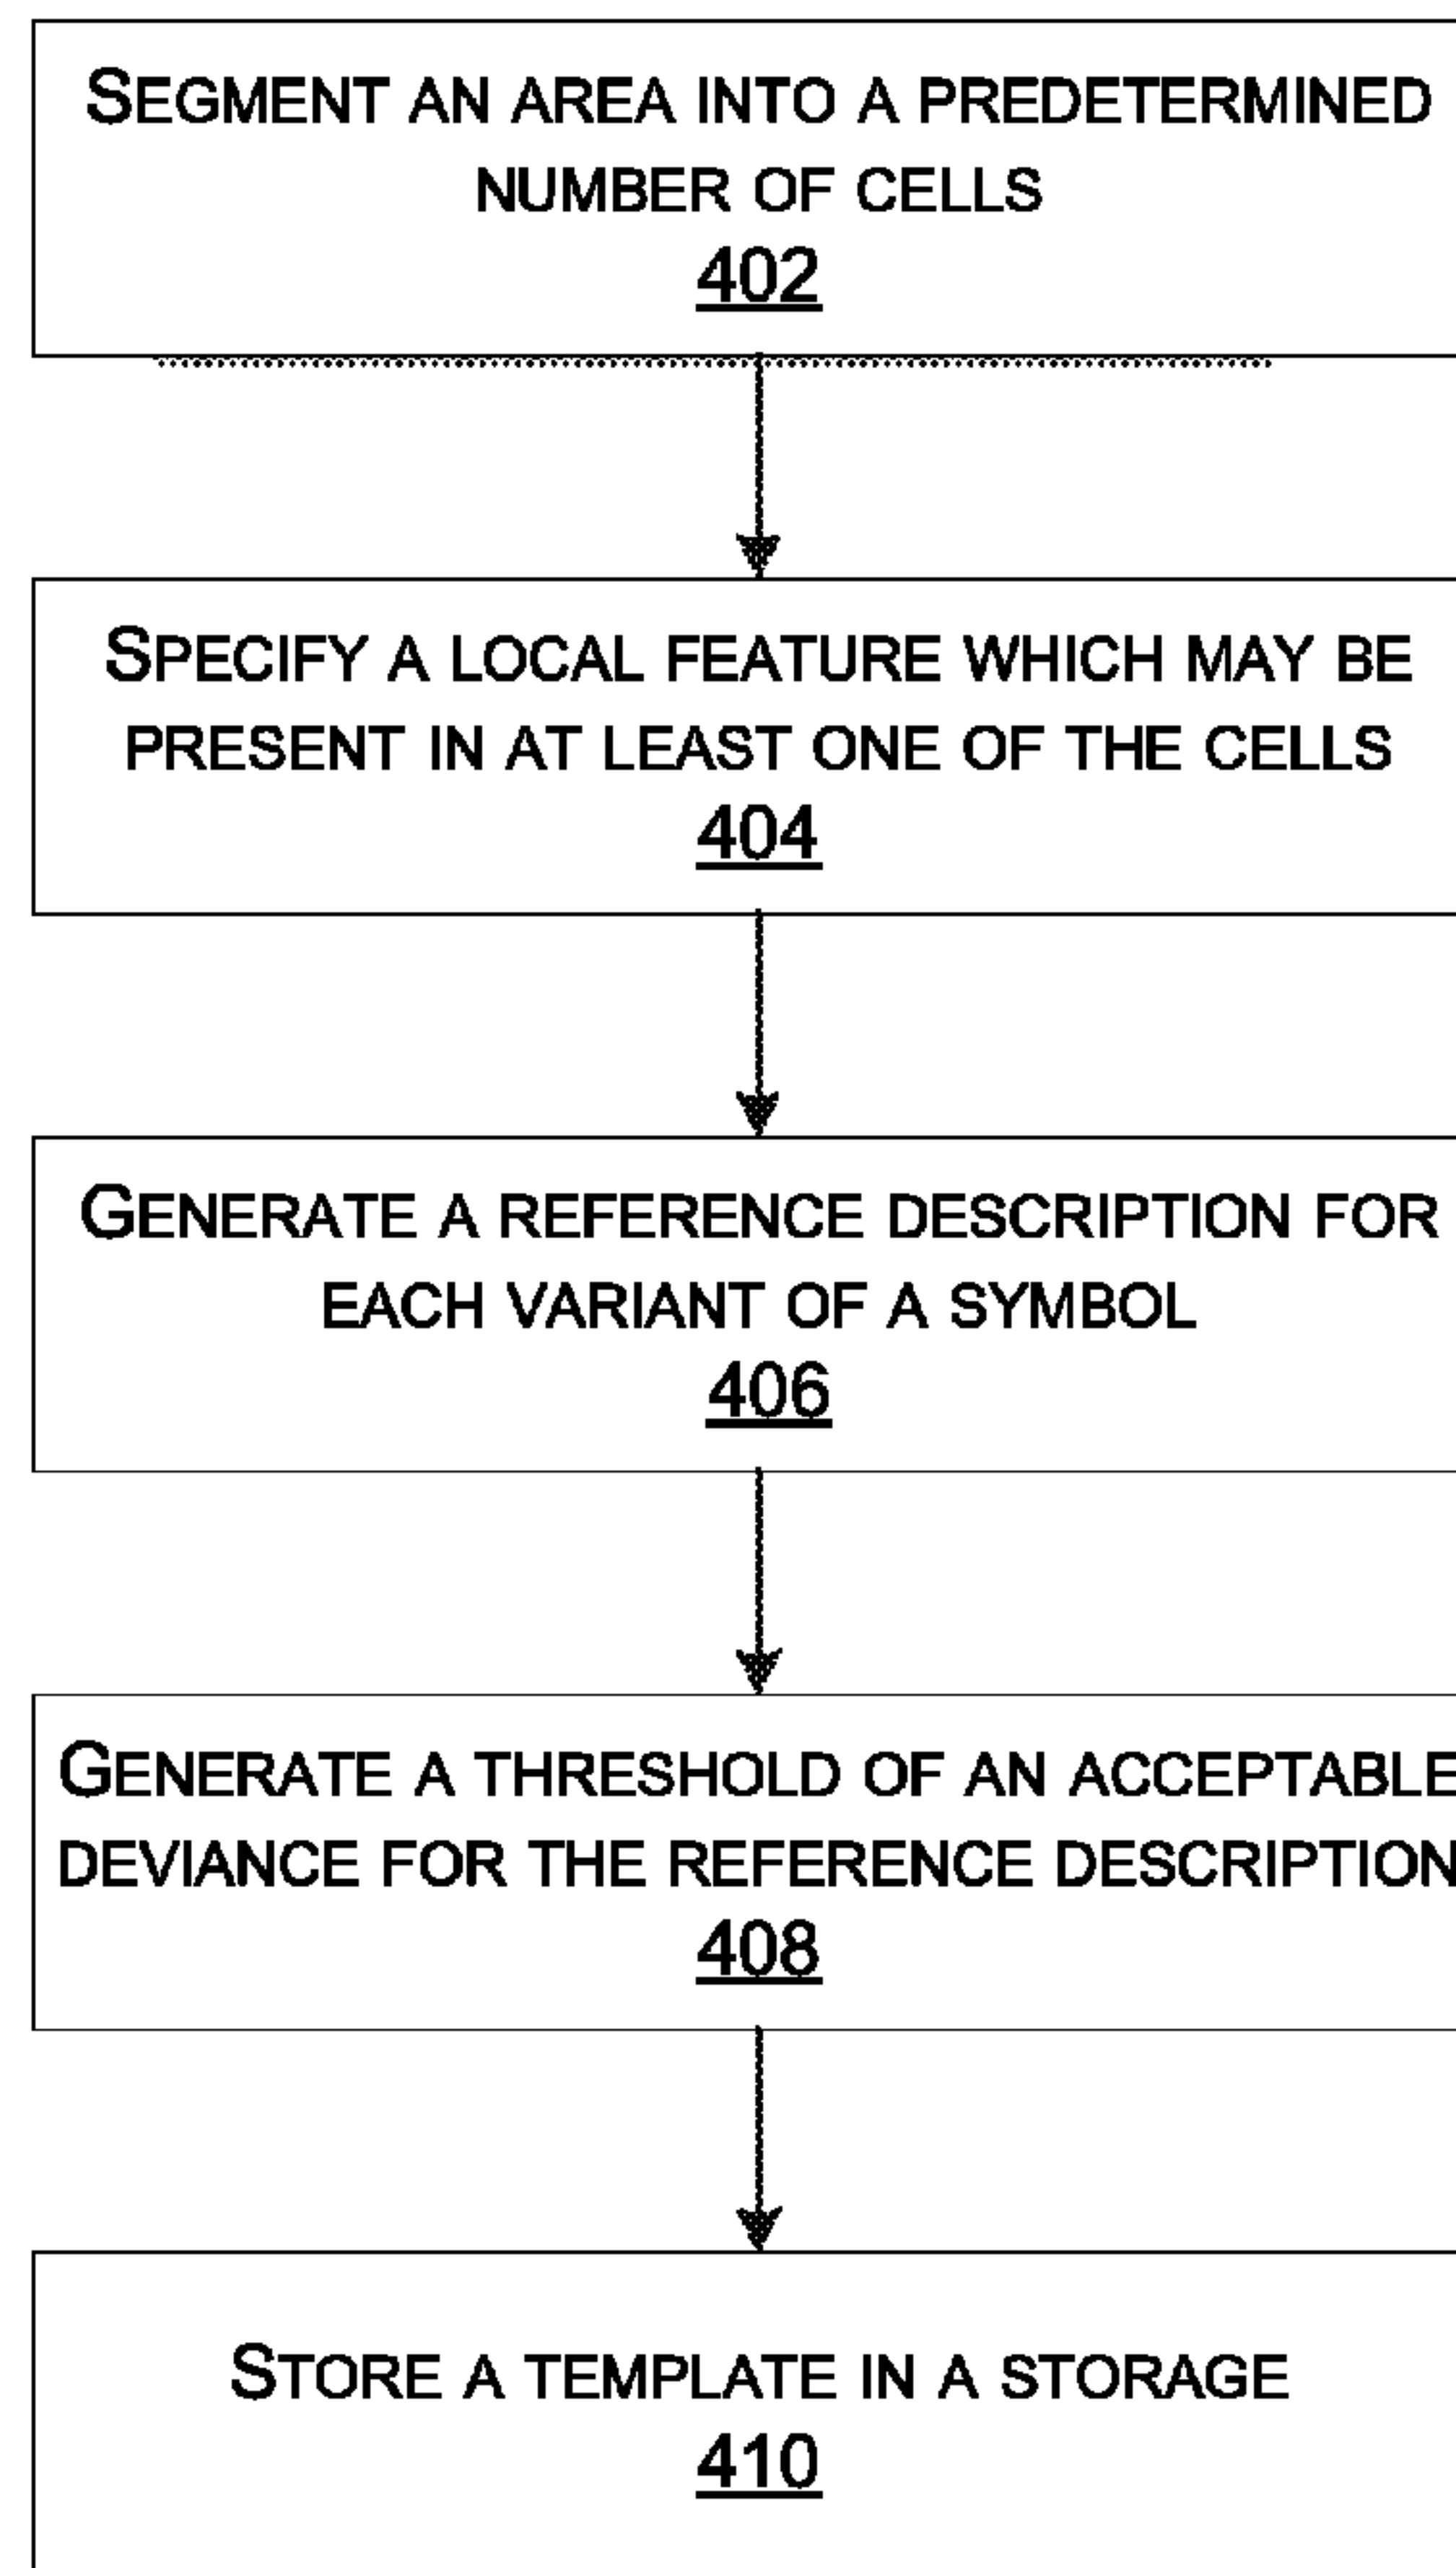 SEGMENT AN AREA INTO A PREDETERMINED
NUMBER OF CELLS
402
SPECIFY A LOCAL FEATURE WHICH MAY BE
PRESENT IN AT LEAST ONE OF THE CELLS
404
GENERATE A REFERENCE DESCRIPTION FOR
EACH VARIANT OF A SYMBOL
406
GENERATE A THRESHOLD OF AN ACCEPTABLE
DEVIANCE FOR THE REFERENCE DESCRIPTION
408
STORE A TEMPLATE IN A STORAGE
410